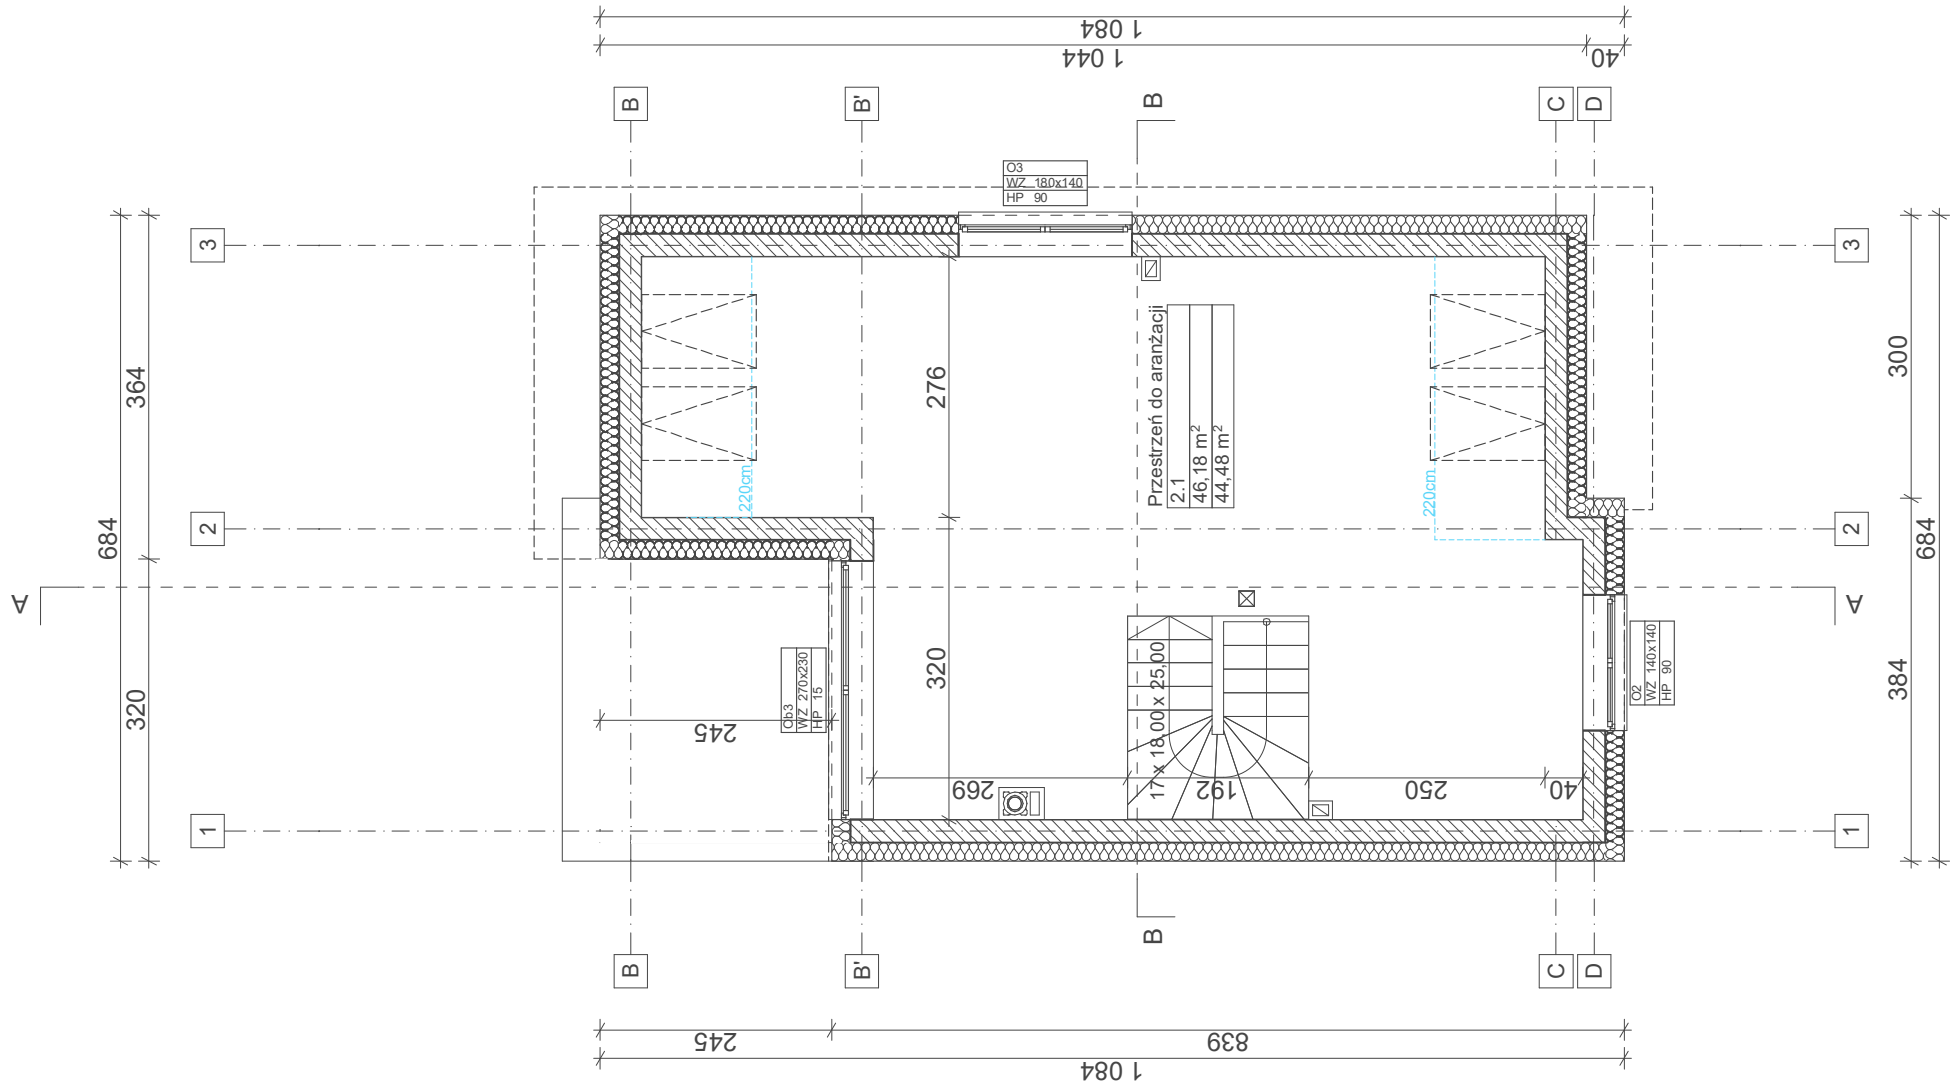 1 084
1 044
40
B
B'
B
C
D
684
364
320
3
2
1
A
O3
WZ 180x140
HP 90
Przestrzeń do aranżacji
2.1
46,18 m²
44,48 m²
220cm
220cm
276
320
Ob3
WZ 270x230
HP 15
245
17 x 18,00 x 25,00
269
192
250
40
O2
WZ 140x140
HP 90
3
2
1
A
300
384
684
B
B'
B
C
D
245
839
1 084